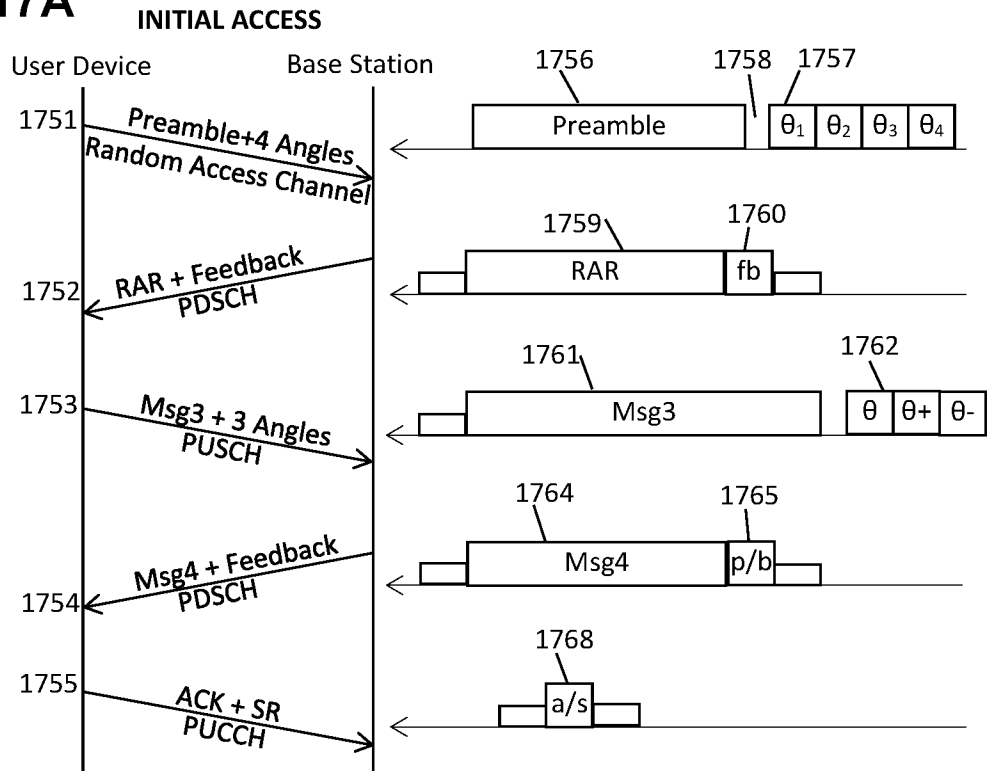 17A
INITIAL ACCESS
User Device
Base Station
1756
1758
1757
1751
Preamble+4 Angles
Random Access Channel
Preamble
θ1 θ2 θ3 θ4
1759
1760
RAR + Feedback
PDSCH
1752
RAR
fb
1761
1762
1753
Msg3 + 3 Angles
PUSCH
Msg3
θ θ+ θ-
1764
1765
Msg4 + Feedback
PDSCH
1754
Msg4
p/b
1768
1755
ACK + SR
PUCCH
a/s